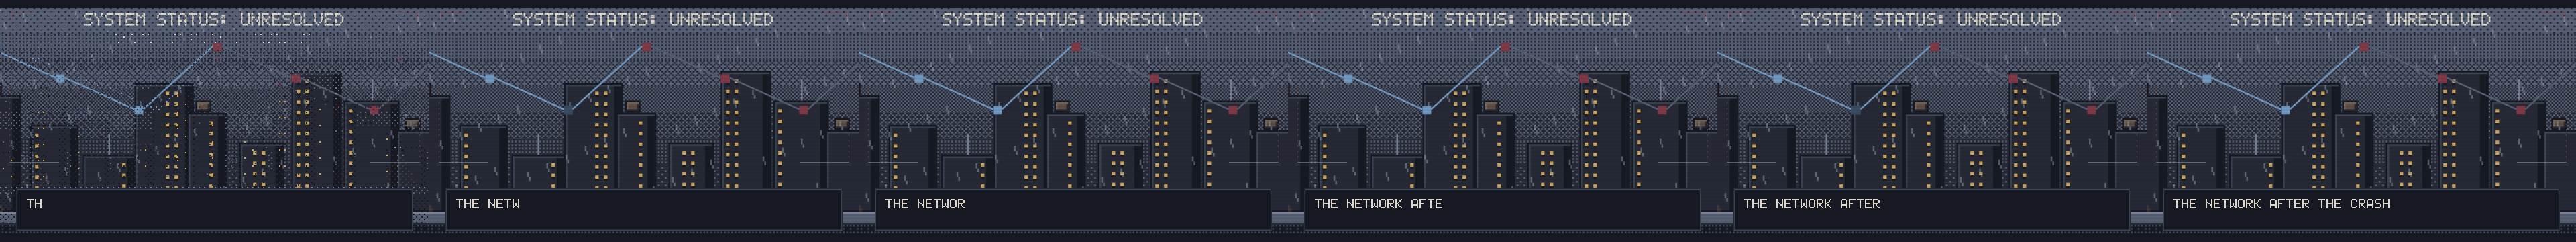 SYSTEM STATUS: UNRESOLVED
SYSTEM STATUS: UNRESOLVED
SYSTEM STATUS: UNRESOLVED
SYSTEM STATUS: UNRESOLVED
SYSTEM STATUS: UNRESOLVED
SYSTEM STATUS: UNRESOLVED
TH
THE NETW
THE NETWOR
THE NETWORK AFTE
THE NETWORK AFTER
THE NETWORK AFTER THE CRASH